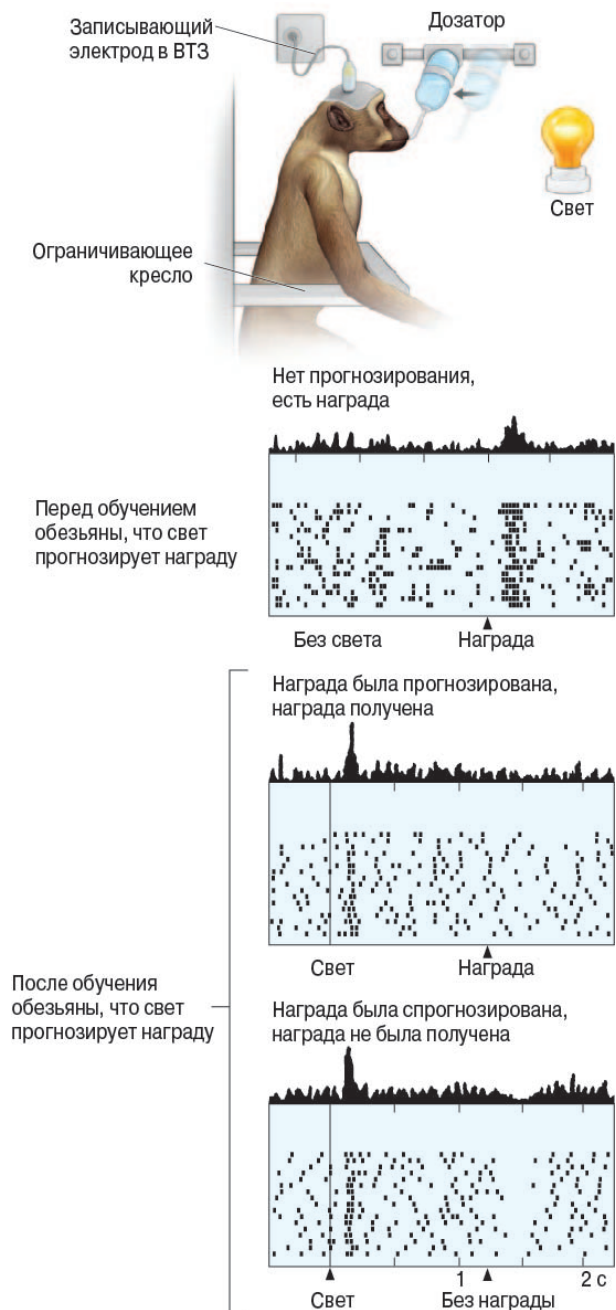 Записывающий
электрод в ВТЗ
Дозатор
Свет
Ограничивающее
кресло
Нет прогнозирования,
есть награда
Перед обучением
обезьяны, что свет
прогнозирует награду
Без света
Награда
Награда была прогнозирована,
награда получена
Свет
Награда
После обучения
обезьяны, что свет
прогнозирует награду
Награда была спрогнозирована,
награда не была получена
1
2 с
Свет
Без награды